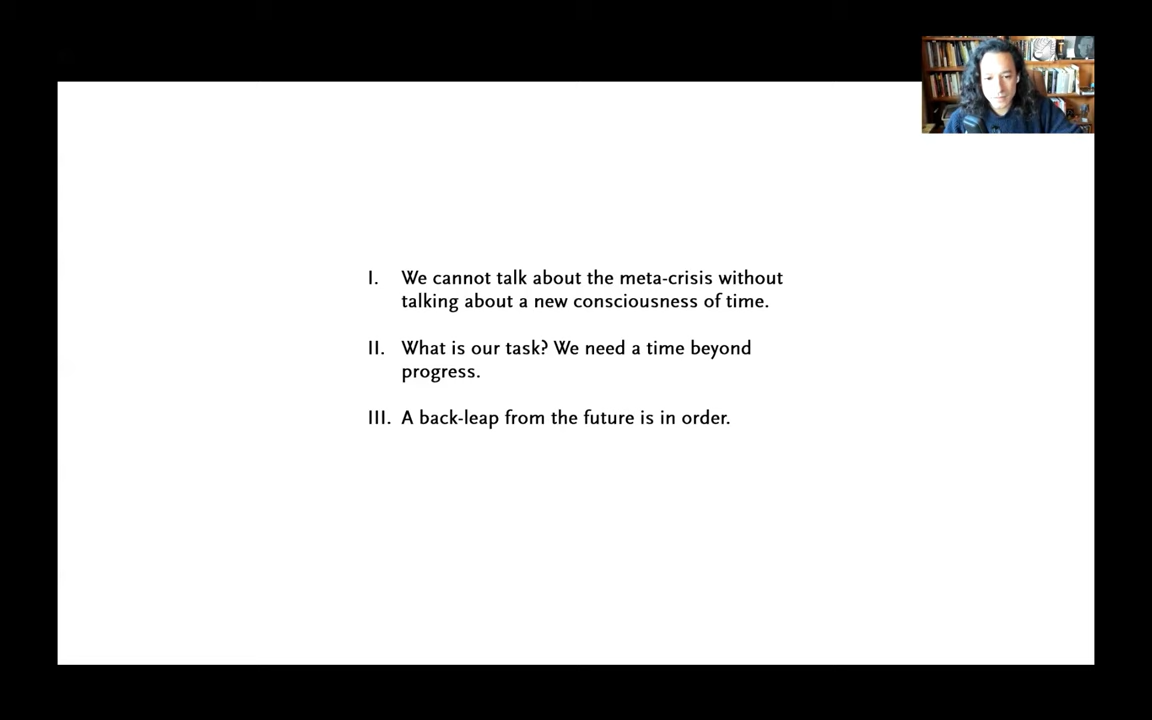 I. We cannot talk about the meta-crisis without
talking about a new consciousness of time.
II. What is our task? We need a time beyond
progress.
III. A back-leap from the future is in order.